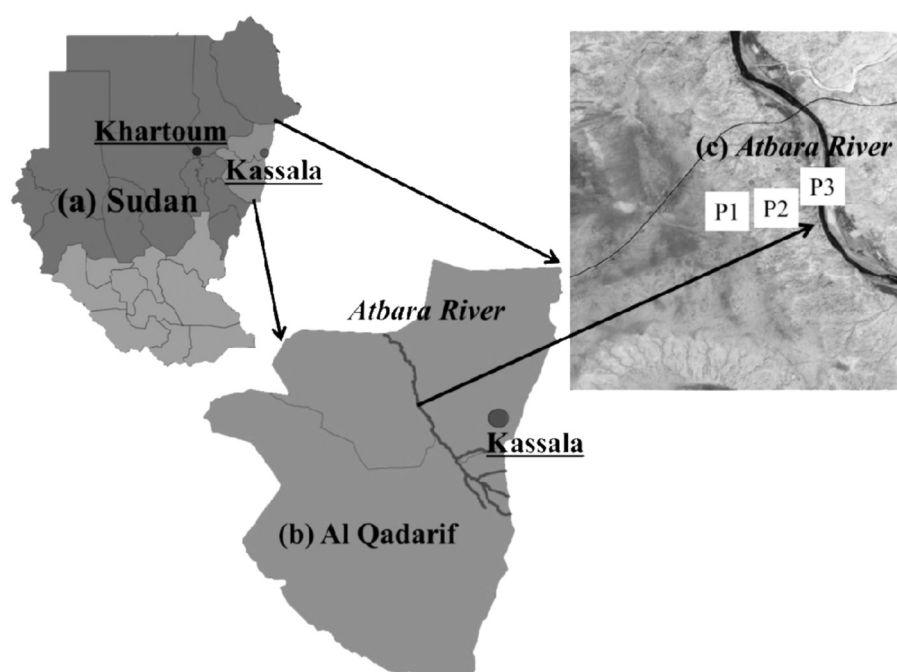 Khartoum
Kassala
(a) Sudan
(c) Atbara River
P1 P2 P3
Atbara River
Kassala
(b) Al Qadarif